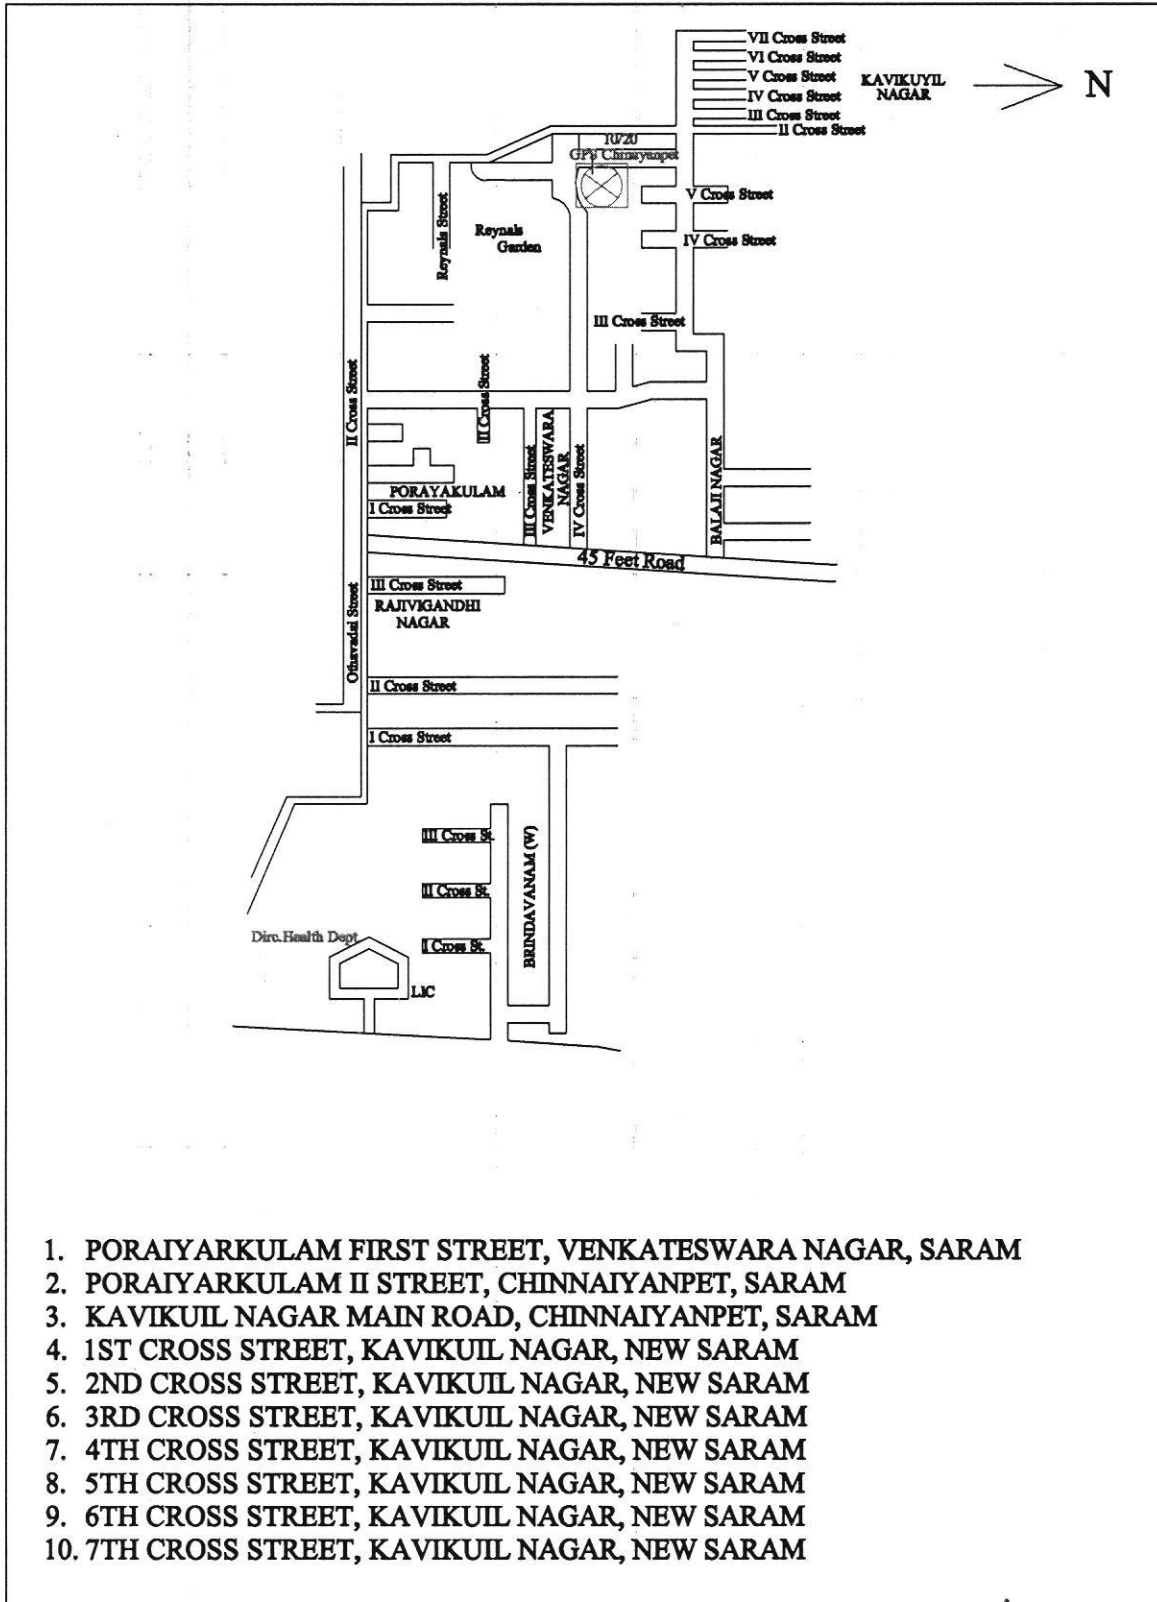 VII Cross Street
VI Cross Street
V Cross Street
IV Cross Street
III Cross Street
II Cross Street
KAVIKUYIL
NAGAR
N
10/20
GPS Chinayanpet
V Cross Street
IV Cross Street
Reynals Street
Reynals
Garden
III Cross Street
II Cross Street
II Cross Street
PORAYAKULAM
I Cross Street
III Cross Street
VENKATESWARA
NAGAR
IV Cross Street
BALAJI NAGAR
45 Feet Road
III Cross Street
RAJIVIGANDHI
NAGAR
Othavadai Street
II Cross Street
I Cross Street
III Cross St.
II Cross St.
I Cross St.
BRINDAVANAM (W)
Dirc.Health Dept.
LIC
1. PORAIYARKULAM FIRST STREET, VENKATESWARA NAGAR, SARAM
2. PORAIYARKULAM II STREET, CHINNAIYANPET, SARAM
3. KAVIKUIL NAGAR MAIN ROAD, CHINNAIYANPET, SARAM
4. 1ST CROSS STREET, KAVIKUIL NAGAR, NEW SARAM
5. 2ND CROSS STREET, KAVIKUIL NAGAR, NEW SARAM
6. 3RD CROSS STREET, KAVIKUIL NAGAR, NEW SARAM
7. 4TH CROSS STREET, KAVIKUIL NAGAR, NEW SARAM
8. 5TH CROSS STREET, KAVIKUIL NAGAR, NEW SARAM
9. 6TH CROSS STREET, KAVIKUIL NAGAR, NEW SARAM
10. 7TH CROSS STREET, KAVIKUIL NAGAR, NEW SARAM